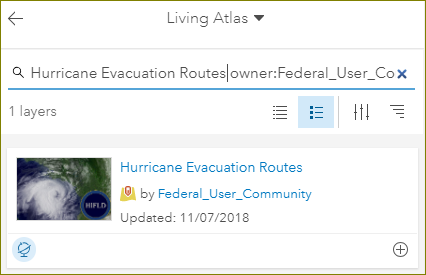 Living Atlas
Hurricane Evacuation Routes owner:Federal_User_Co
1 layers
Hurricane Evacuation Routes
HIFLD
by Federal_User_Community
Updated: 11/07/2018